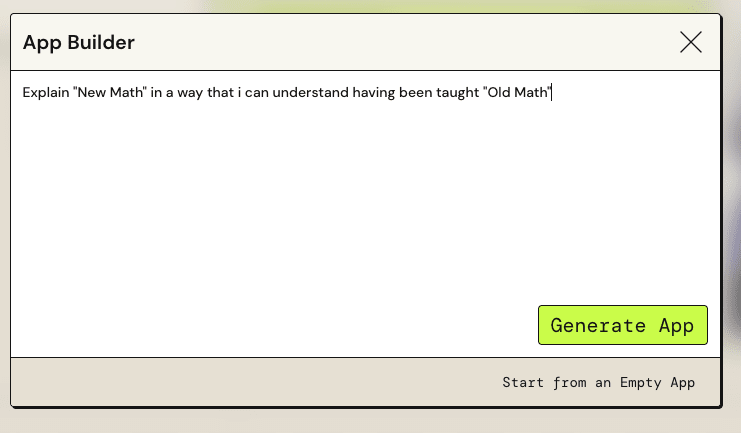 App Builder
Explain "New Math" in a way that i can understand having been taught "Old Math"
Generate App
Start from an Empty App